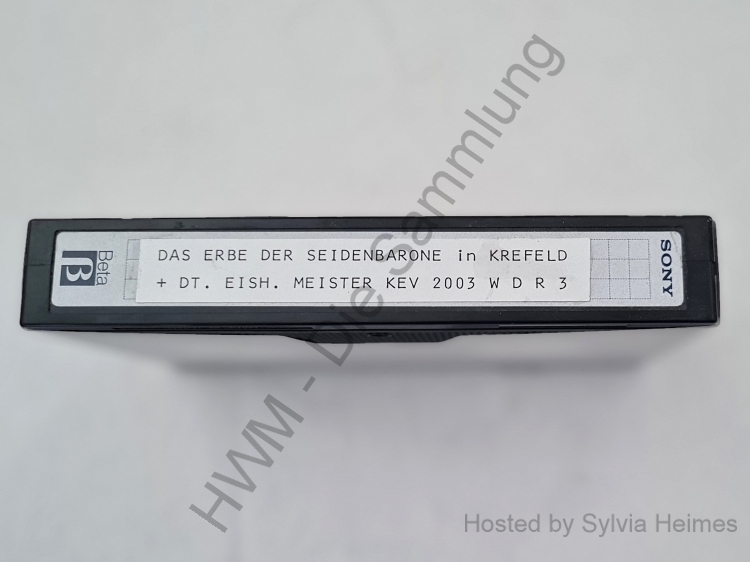 DAS ERBE DER SEIDENBARONE in KREFELD
+ DT. EISH. MEISTER KEV 2003 W D R 3
Beta
β
SONY
HWM - Die Sammlung
Hosted by Sylvia Heimes